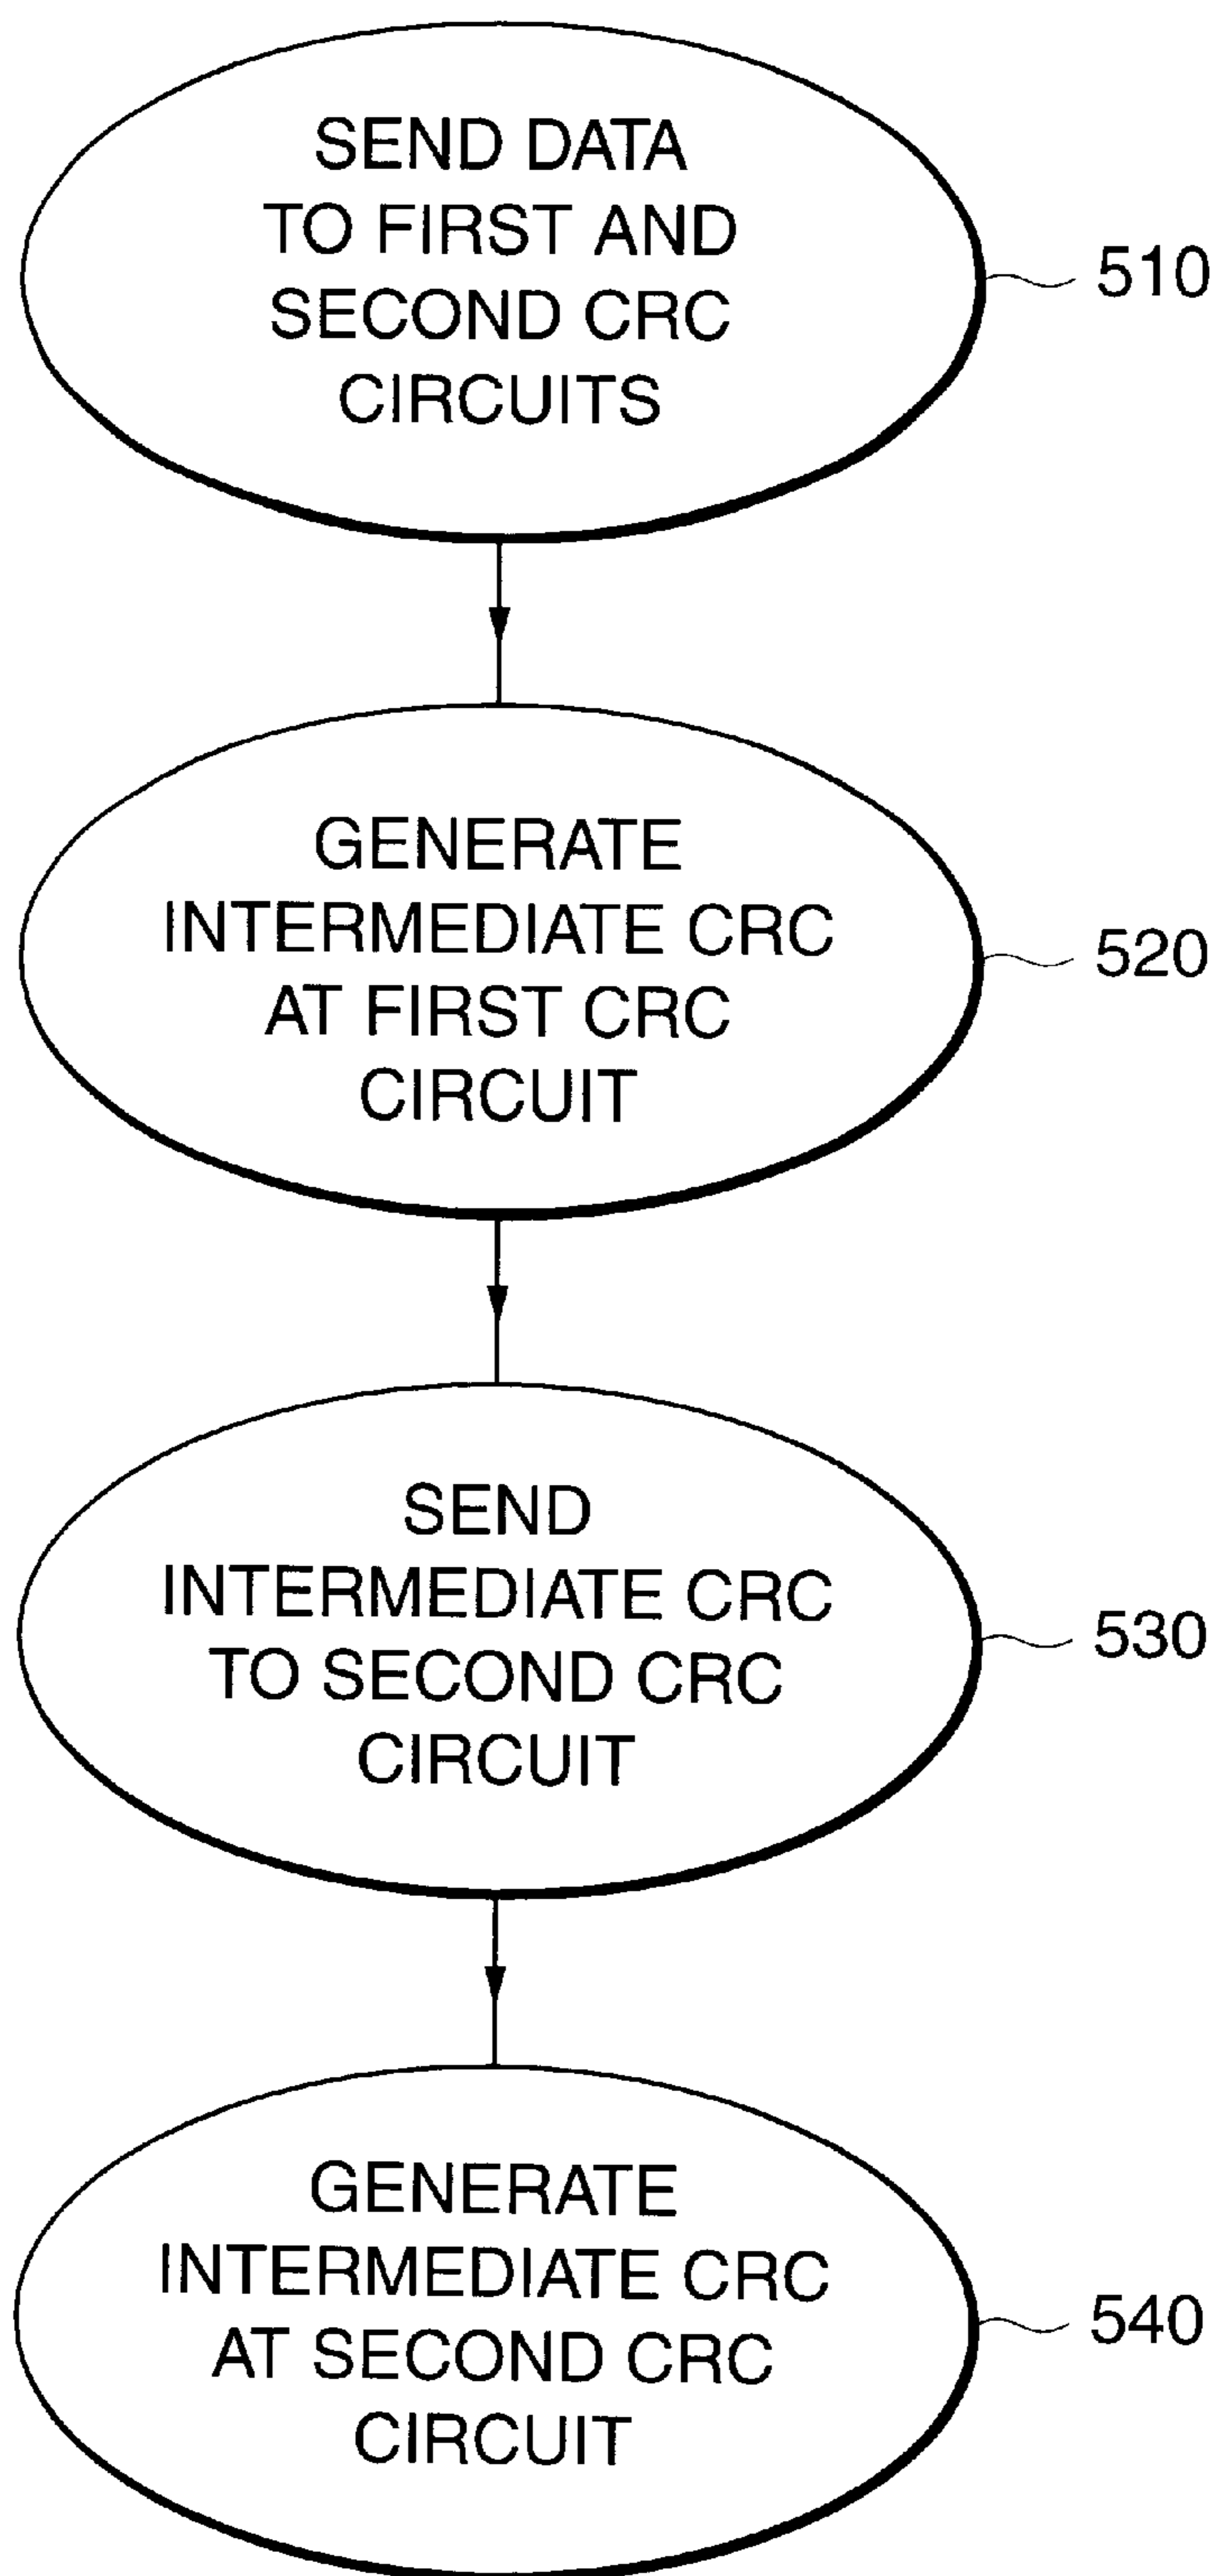 SEND DATA
TO FIRST AND
SECOND CRC
CIRCUITS
510
GENERATE
INTERMEDIATE CRC
AT FIRST CRC
CIRCUIT
520
SEND
INTERMEDIATE CRC
TO SECOND CRC
CIRCUIT
530
GENERATE
INTERMEDIATE CRC
AT SECOND CRC
CIRCUIT
540